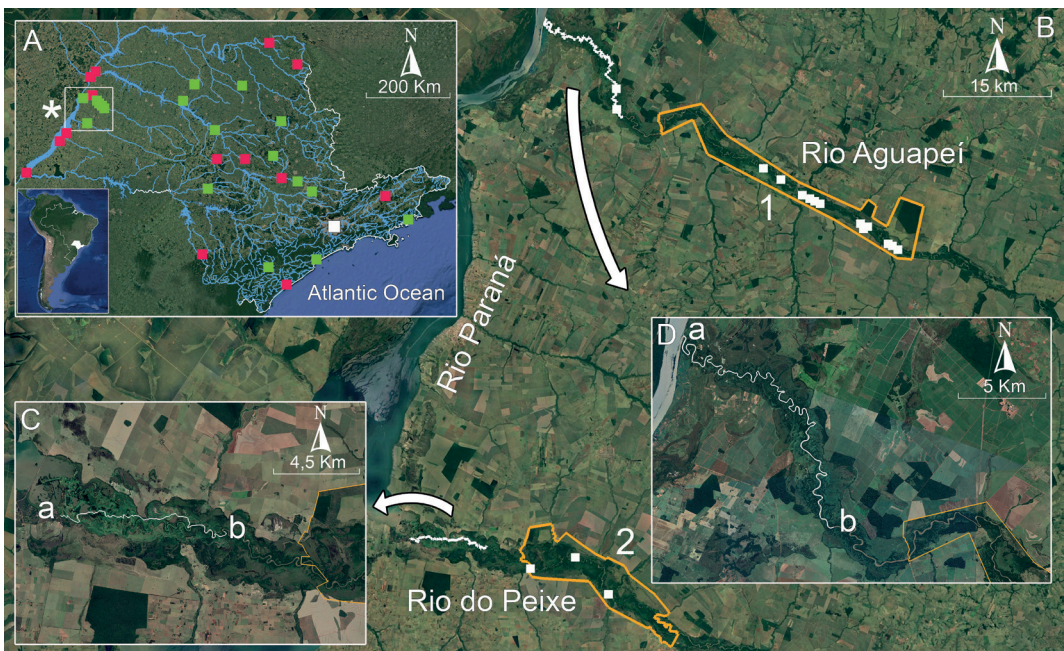 A
N
200 Km
*
Atlantic Ocean
B
N
15 km
Rio Aguapeí
1
Rio Paraná
D
a
N
5 Km
b
C
N
4,5 Km
a
b
2
Rio do Peixe